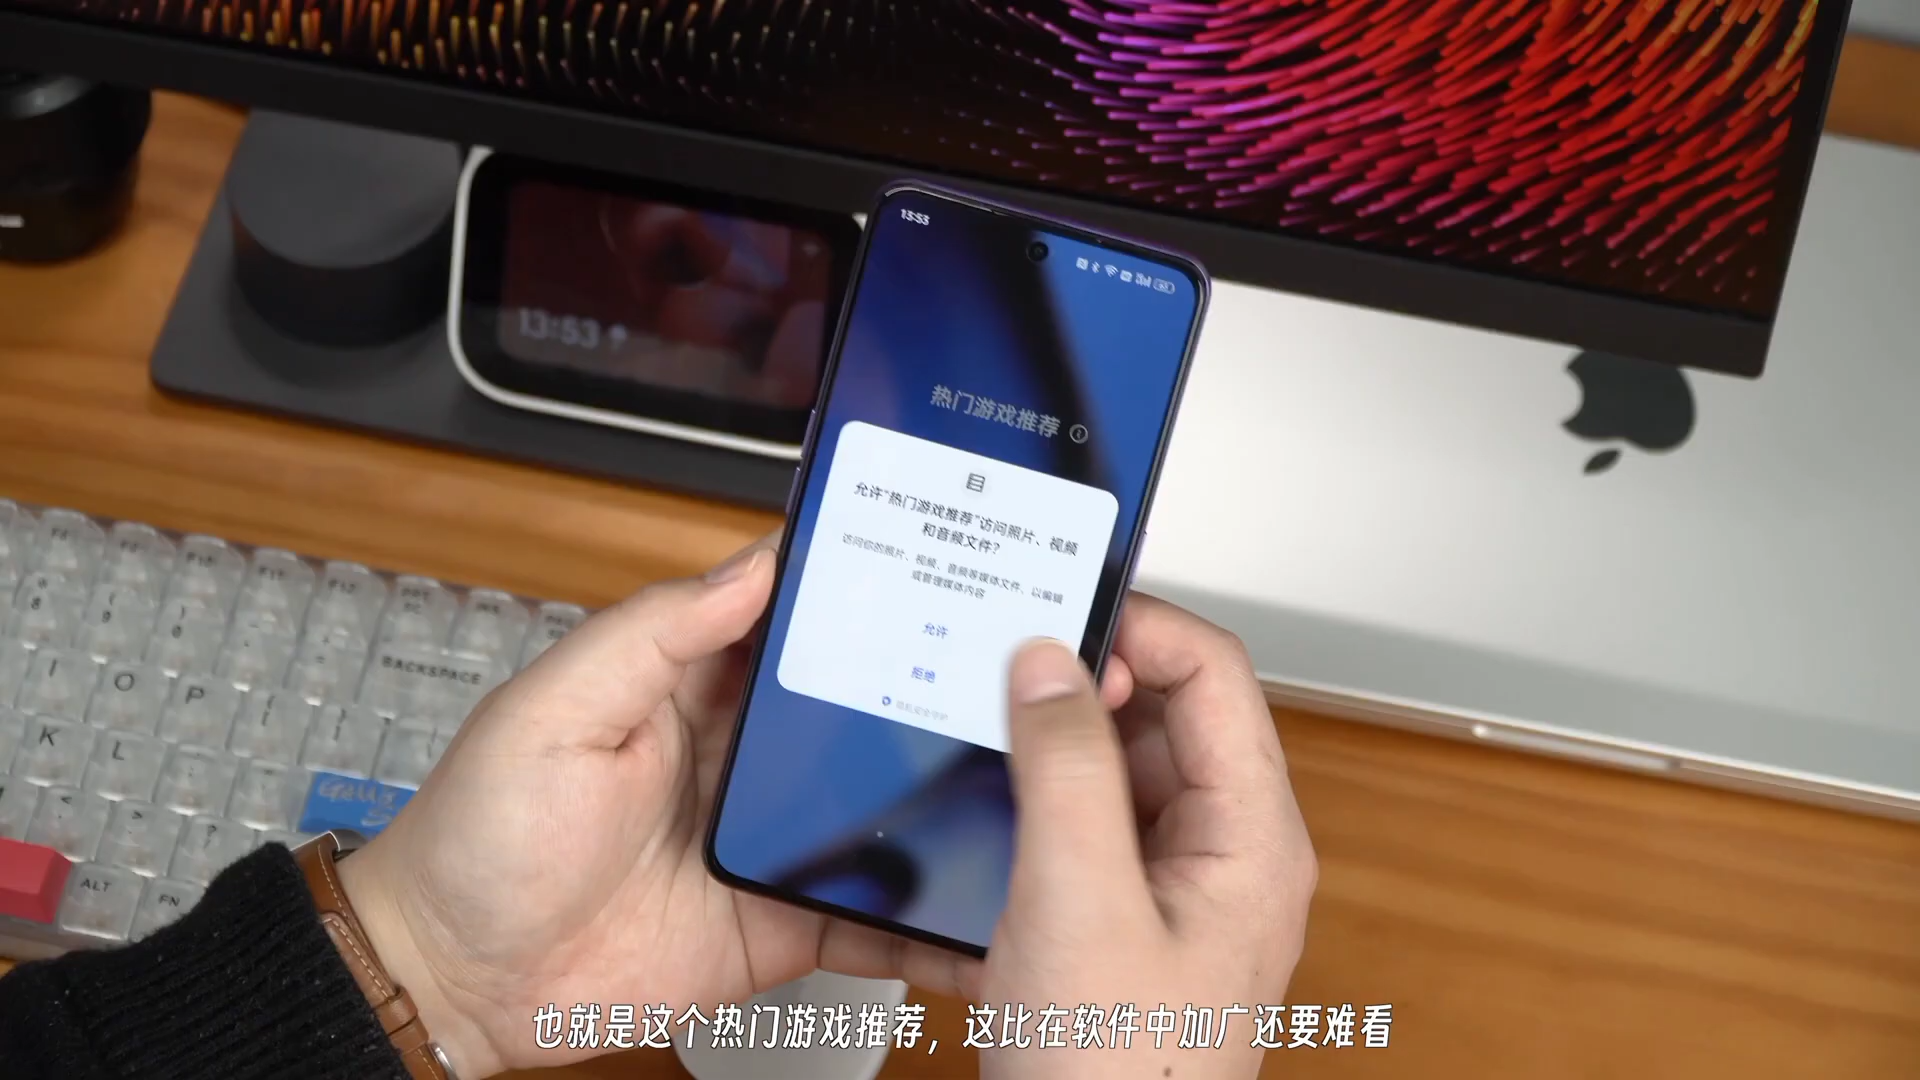 13:53
13:53
热门游戏推荐
允许"热门游戏推荐"访问照片、视频
和音频文件?
访问你的照片、视频、音频等媒体文件,以编辑
或管理媒体内容
允许
拒绝
F10
F12
I
O
P
BACKSPACE
K
L
ALT
FN
也就是这个热门游戏推荐,这比在软件中加广还要难看